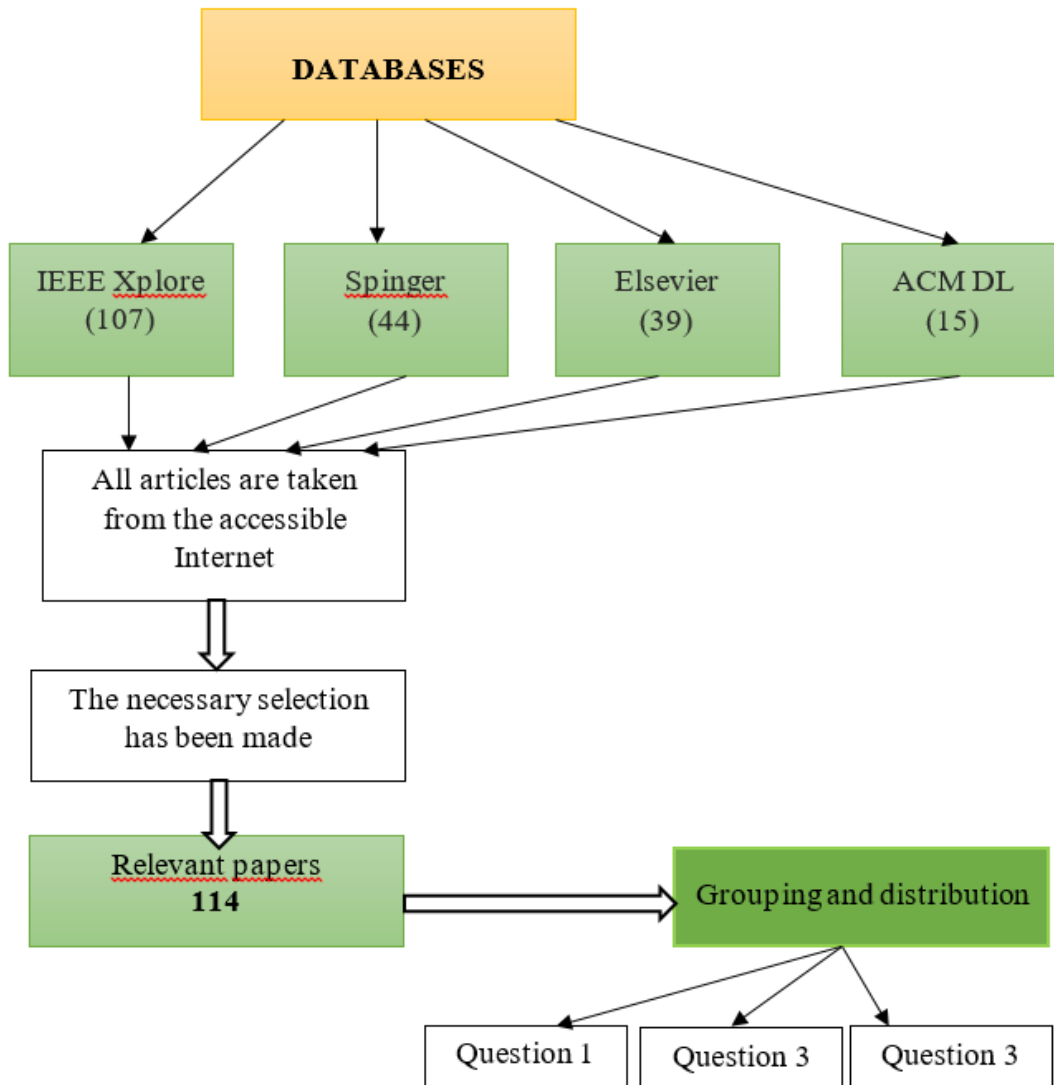 DATABASES
IEEE Xplore
(107)
Spinger
(44)
Elsevier
(39)
ACM DL
(15)
All articles are taken
from the accessible
Internet
The necessary selection
has been made
Relevant papers
114
Grouping and distribution
Question 1
Question 3
Question 3